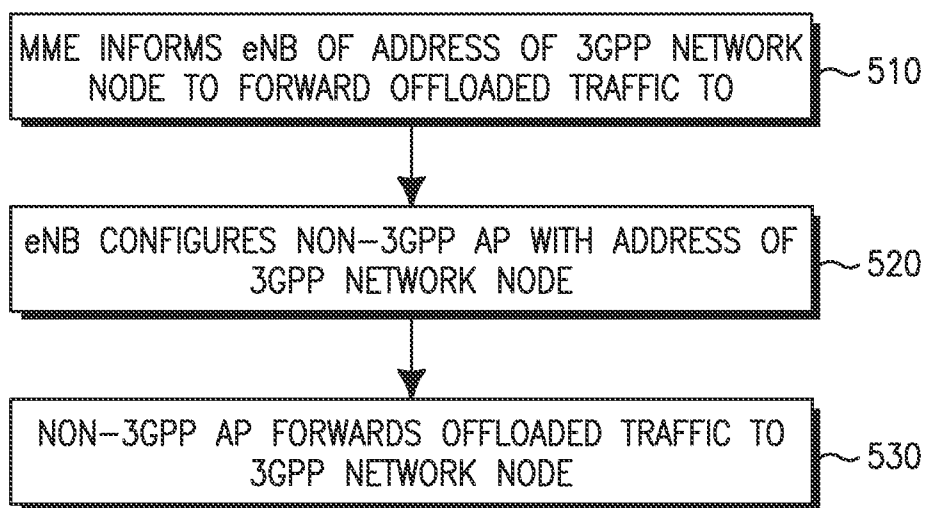 MME INFORMS eNB OF ADDRESS OF 3GPP NETWORK
NODE TO FORWARD OFFLOADED TRAFFIC TO
510
eNB CONFIGURES NON-3GPP AP WITH ADDRESS OF
3GPP NETWORK NODE
520
NON-3GPP AP FORWARDS OFFLOADED TRAFFIC TO
3GPP NETWORK NODE
530